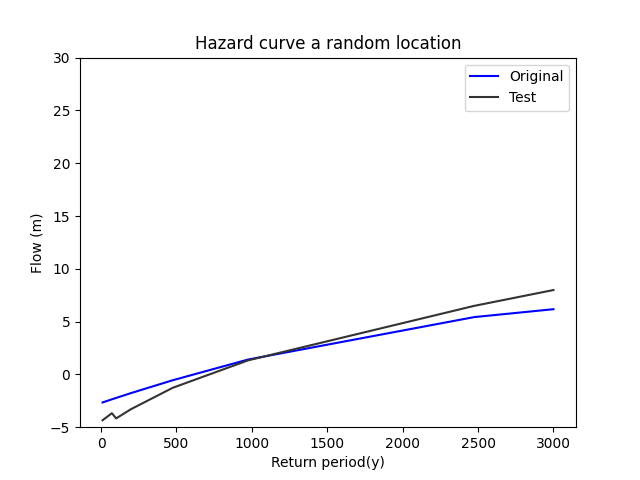 Hazard curve a random location
Original
Test
30
25
20
15
10
5
0
−5
Flow (m)
0 500 1000 1500 2000 2500 3000
Return period(y)